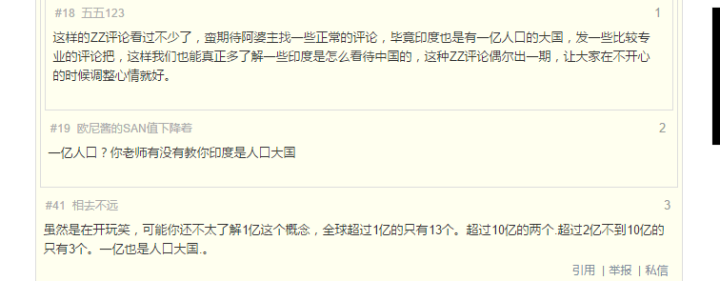 #18 五五123 1
这样的ZZ评论看过不少了，蛮期待阿婆主找一些正常的评论，毕竟印度也是有一亿人口的大国，发一些比较专
业的评论把，这样我们也能真正多了解一些印度是怎么看待中国的，这种ZZ评论偶尔出一期，让大家在不开心
的时候调整心情就好。
#19 欧尼酱的SAN值下降着 2
一亿人口？你老师有没有教你印度是人口大国
#41 相去不远 3
虽然是在开玩笑，可能你还不太了解1亿这个概念，全球超过1亿的只有13个。超过10亿的两个.超过2亿不到10亿的
只有3个。一亿也是人口大国.。
引用 | 举报 | 私信